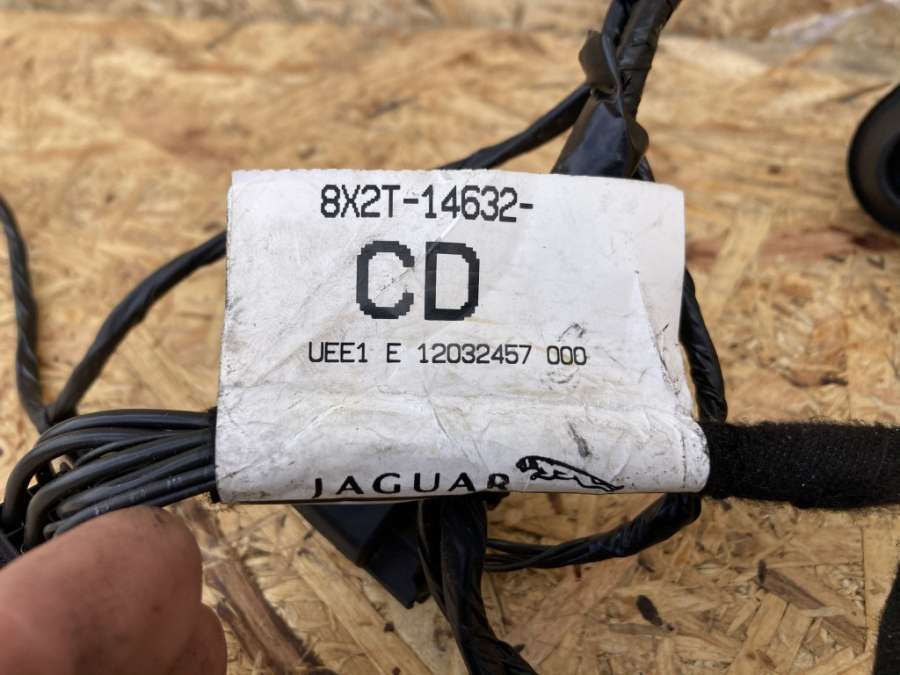 8X2T-14632-
CD
UEE1 E 12032457 000
JAGUAR